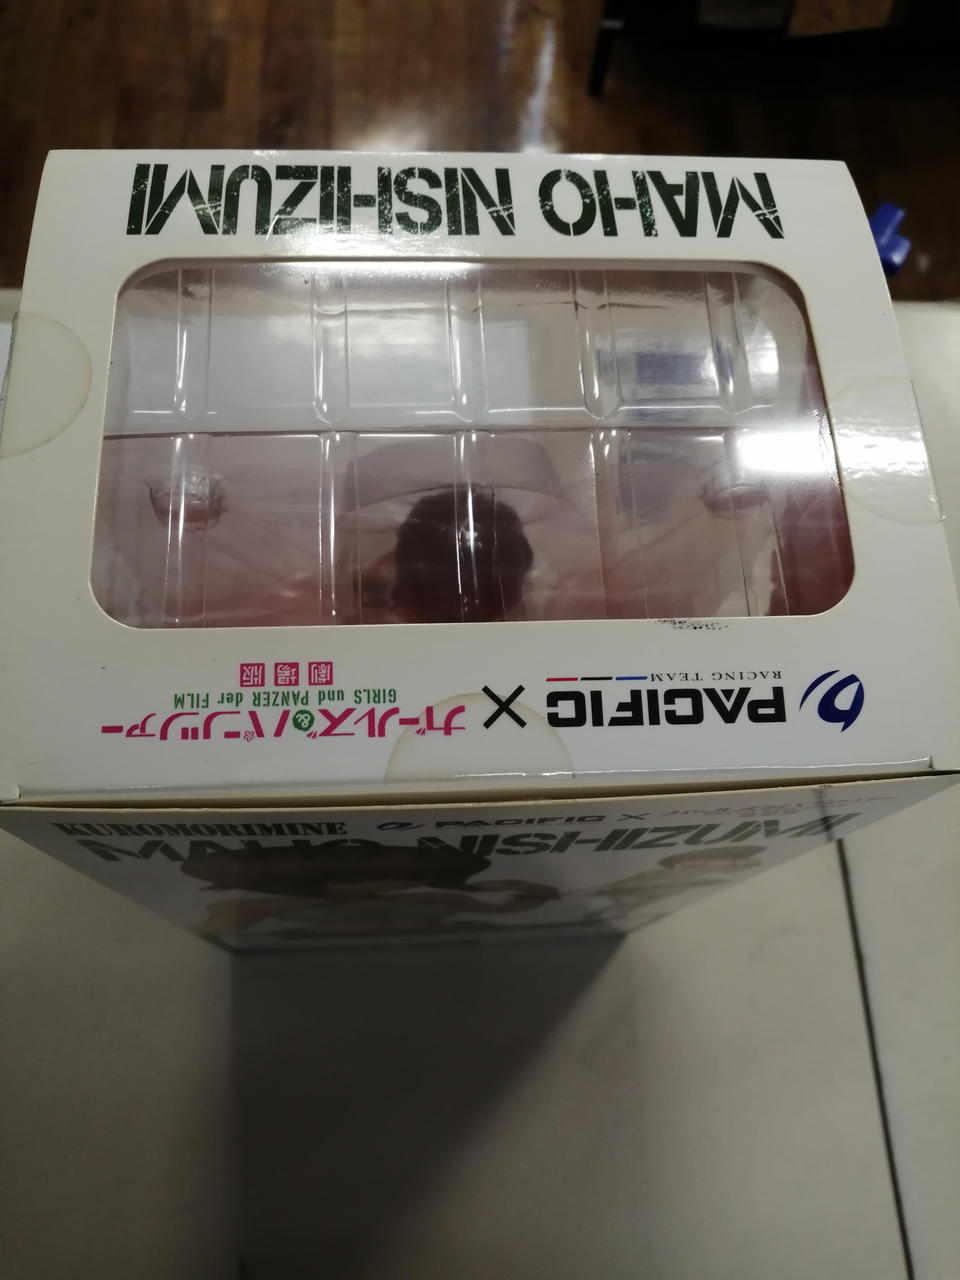 PACIFIC × ガールズ&パンツァー
RACING TEAM
GIRLS und PANZER der FILM
劇場版
MAHO NISHIZUMI
KUROMORIMINE
PACIFIC ×
MAHO NISHIZUMI